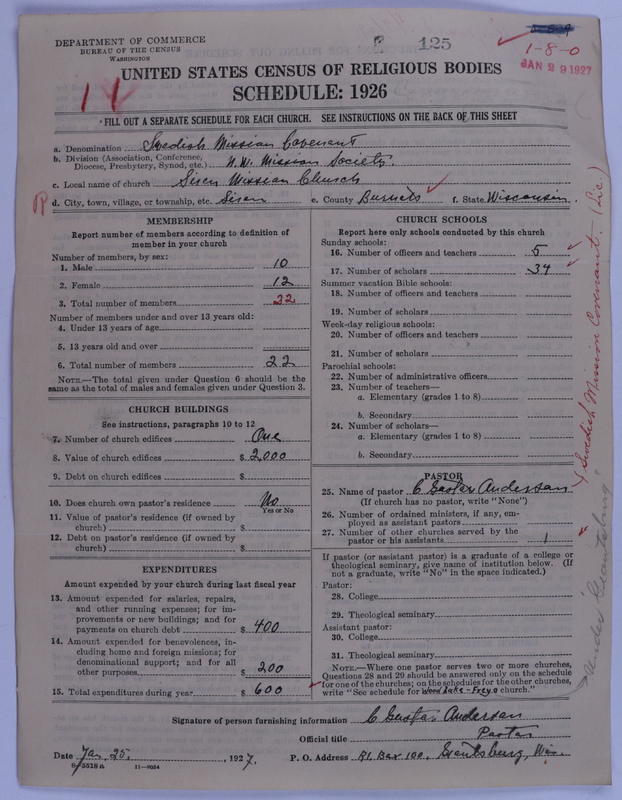 DEPARTMENT OF COMMERCE
BUREAU OF THE CENSUS
WASHINGTON
125
1-8-0
JAN 29 1927
UNITED STATES CENSUS OF RELIGIOUS BODIES
SCHEDULE: 1926
FILL OUT A SEPARATE SCHEDULE FOR EACH CHURCH. SEE INSTRUCTIONS ON THE BACK OF THIS SHEET
a. Denomination Swedish Mission Covenant
b. Division (Association, Conference, Diocese, Presbytery, Synod, etc.) N.W. Mission Society.
c. Local name of church Siren Mission Church
d. City, town, village, or township, etc. Siren e. County Burnett f. State Wisconsin.
MEMBERSHIP
Report number of members according to definition of
member in your church
Number of members, by sex:
1. Male 10
2. Female 12
3. Total number of members 22
Number of members under and over 13 years old:
4. Under 13 years of age
5. 13 years old and over
6. Total number of members 22
NOTE.—The total given under Question 6 should be the
same as the total of males and females given under Question 3.
CHURCH BUILDINGS
See instructions, paragraphs 10 to 12
7. Number of church edifices One
8. Value of church edifices $ 2,000
9. Debt on church edifices $
10. Does church own pastor's residence No
Yes or No
11. Value of pastor's residence (if owned by
church) $
12. Debt on pastor's residence (if owned by
church) $
EXPENDITURES
Amount expended by your church during last fiscal year
13. Amount expended for salaries, repairs,
and other running expenses; for im-
provements or new buildings; and for
payments on church debt $ 400
14. Amount expended for benevolences, in-
cluding home and foreign missions; for
denominational support; and for all
other purposes $ 200
15. Total expenditures during year $ 600
CHURCH SCHOOLS
Report here only schools conducted by this church
Sunday schools:
16. Number of officers and teachers 5
17. Number of scholars 34
Summer vacation Bible schools:
18. Number of officers and teachers
19. Number of scholars
Week-day religious schools:
20. Number of officers and teachers
21. Number of scholars
Parochial schools:
22. Number of administrative officers
23. Number of teachers—
a. Elementary (grades 1 to 8)
b. Secondary
24. Number of scholars—
a. Elementary (grades 1 to 8)
b. Secondary
PASTOR
25. Name of pastor C Gustaf Anderson
(If church has no pastor, write "None")
26. Number of ordained ministers, if any, em-
ployed as assistant pastors
27. Number of other churches served by the
pastor or his assistants 1
If pastor (or assistant pastor) is a graduate of a college or
theological seminary, give name of institution below. (If
not a graduate, write "No" in the space indicated.)
Pastor:
28. College
29. Theological seminary
Assistant pastor:
30. College
31. Theological seminary
NOTE.—Where one pastor serves two or more churches,
Questions 28 and 29 should be answered only on the schedule
for one of the churches; on the schedules for the other churches,
write "See schedule for Wood Lake church."
Swedish Mission Covenant.
Under Grantsburg
Signature of person furnishing information C Gustaf Anderson
Official title Pastor
Date Jan. 25, 1927. P. O. Address R1. Box 100, Grantsburg, Wis.
8-5518a 11-9054